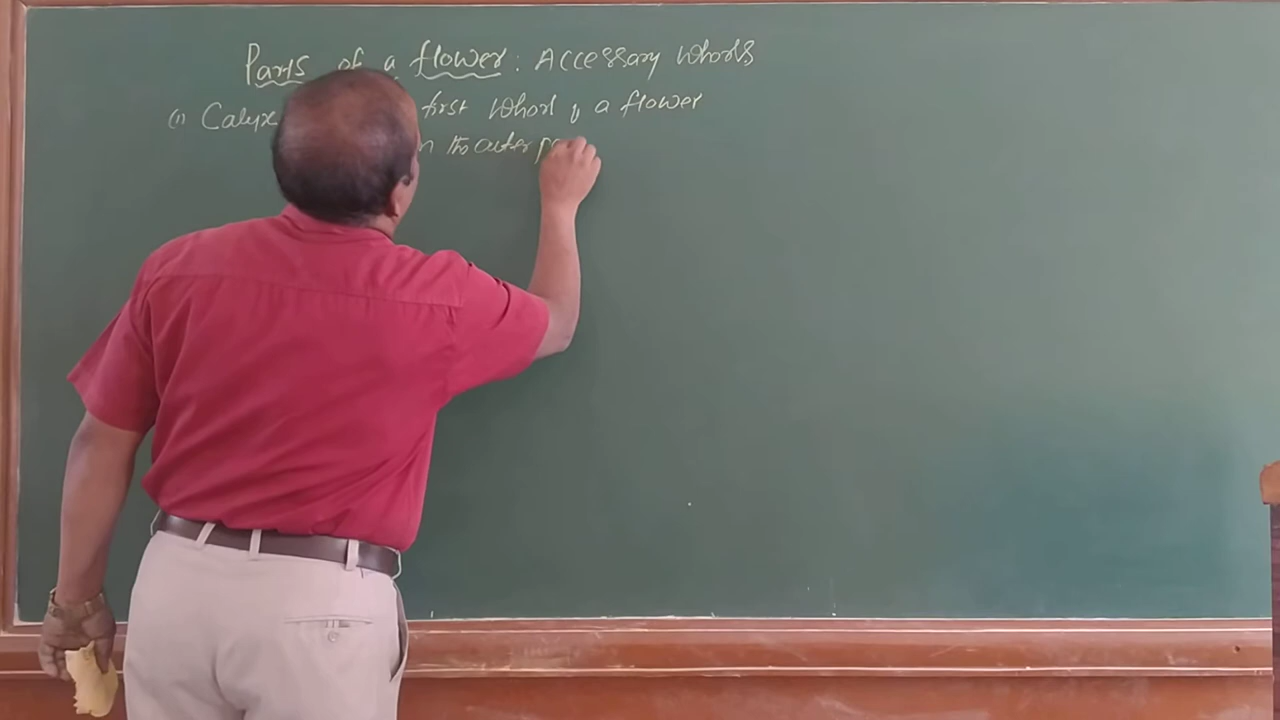 Parts of a flower: Accessary Whorls
(1) Calyx first Whorl of a flower
the outer